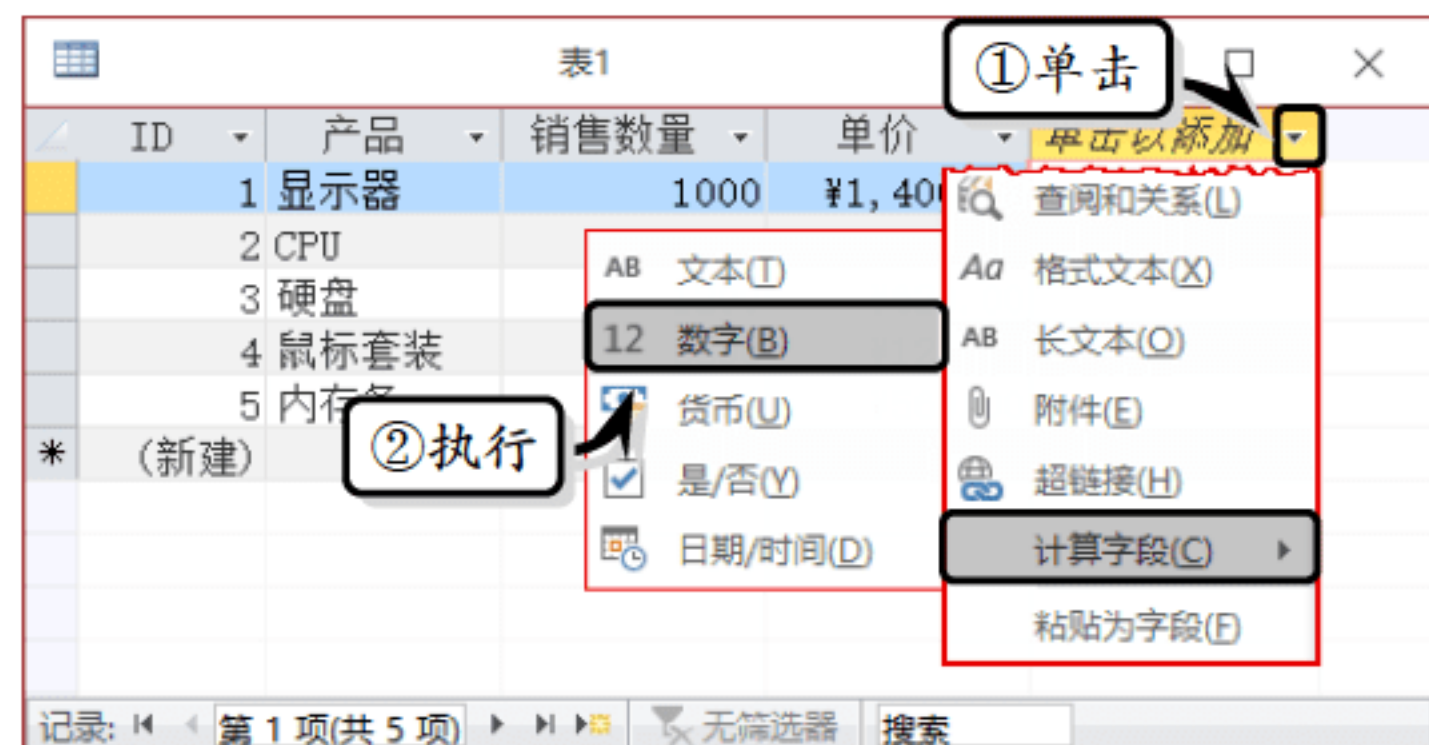 表1
①单击
ID 产品 销售数量 单价 单击以添加
1 显示器 1000 ¥1,40
查阅和关系(L)
2 CPU
AB 文本(T)
Aa 格式文本(X)
3 硬盘
12 数字(B)
AB 长文本(O)
4 鼠标套装
5 内存条
货币(U)
附件(E)
②执行
* (新建)
是/否(Y)
超链接(H)
日期/时间(D)
计算字段(C)
粘贴为字段(F)
记录: 第 1 项(共 5 项) 无筛选器 搜索